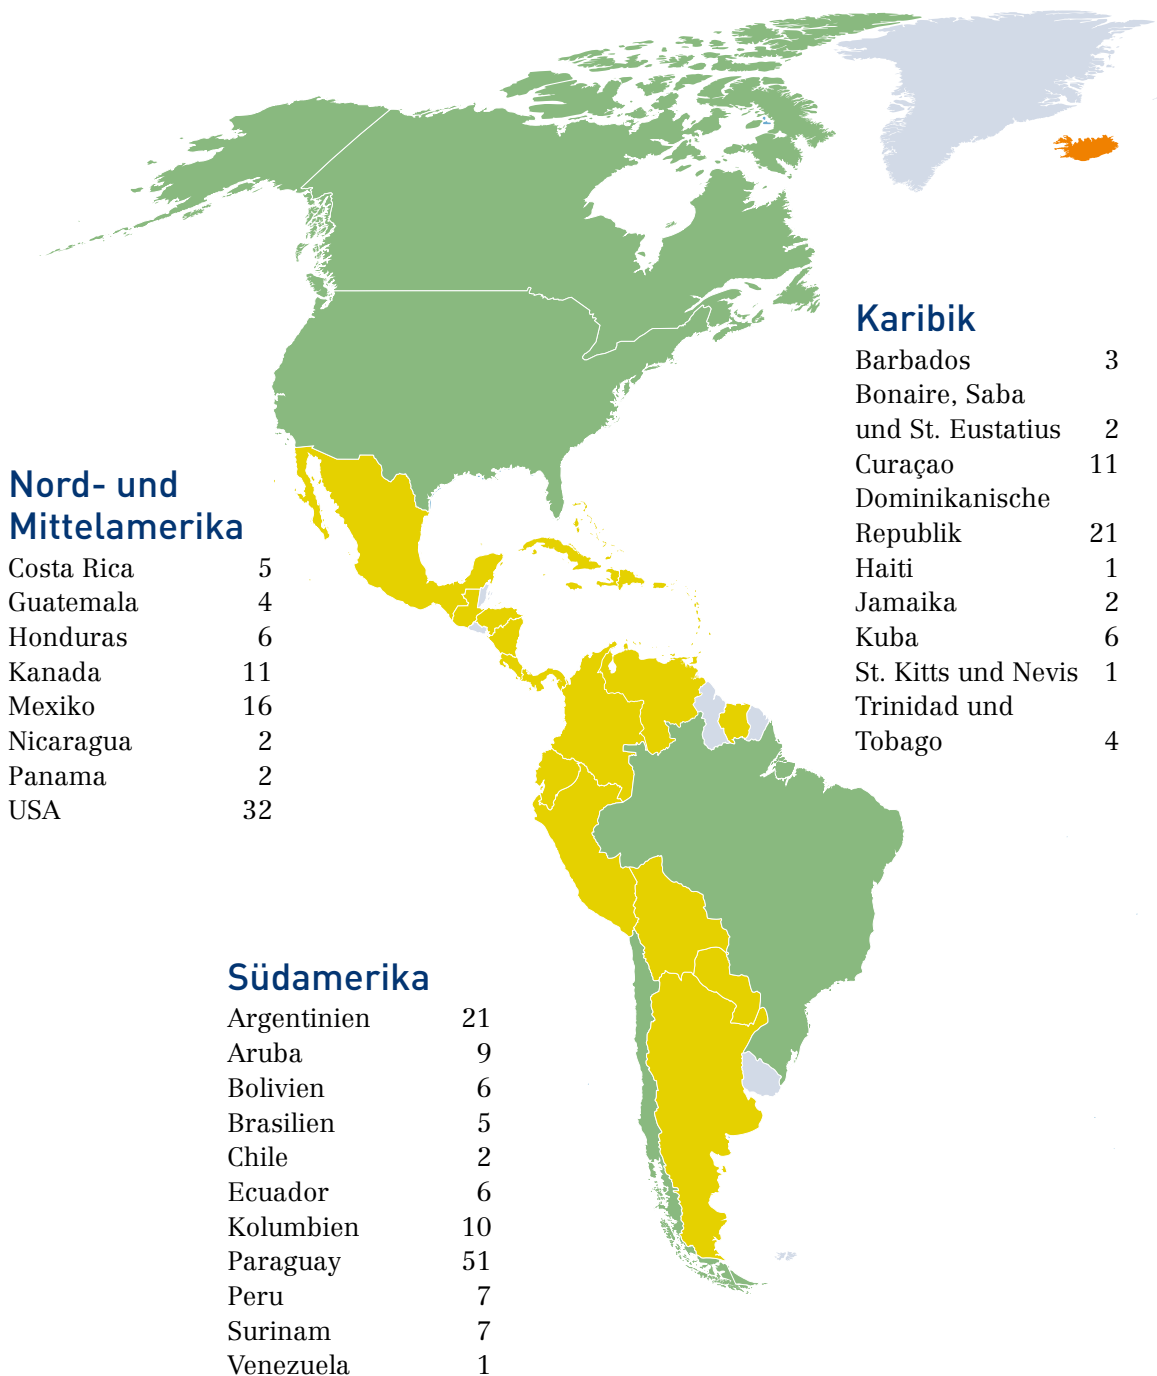 Karibik
Barbados 3
Bonaire, Saba
und St. Eustatius 2
Curaçao 11
Dominikanische
Republik 21
Haiti 1
Jamaika 2
Kuba 6
St. Kitts und Nevis 1
Trinidad und
Tobago 4
Nord- und
Mittelamerika
Costa Rica 5
Guatemala 4
Honduras 6
Kanada 11
Mexiko 16
Nicaragua 2
Panama 2
USA 32
Südamerika
Argentinien 21
Aruba 9
Bolivien 6
Brasilien 5
Chile 2
Ecuador 6
Kolumbien 10
Paraguay 51
Peru 7
Surinam 7
Venezuela 1